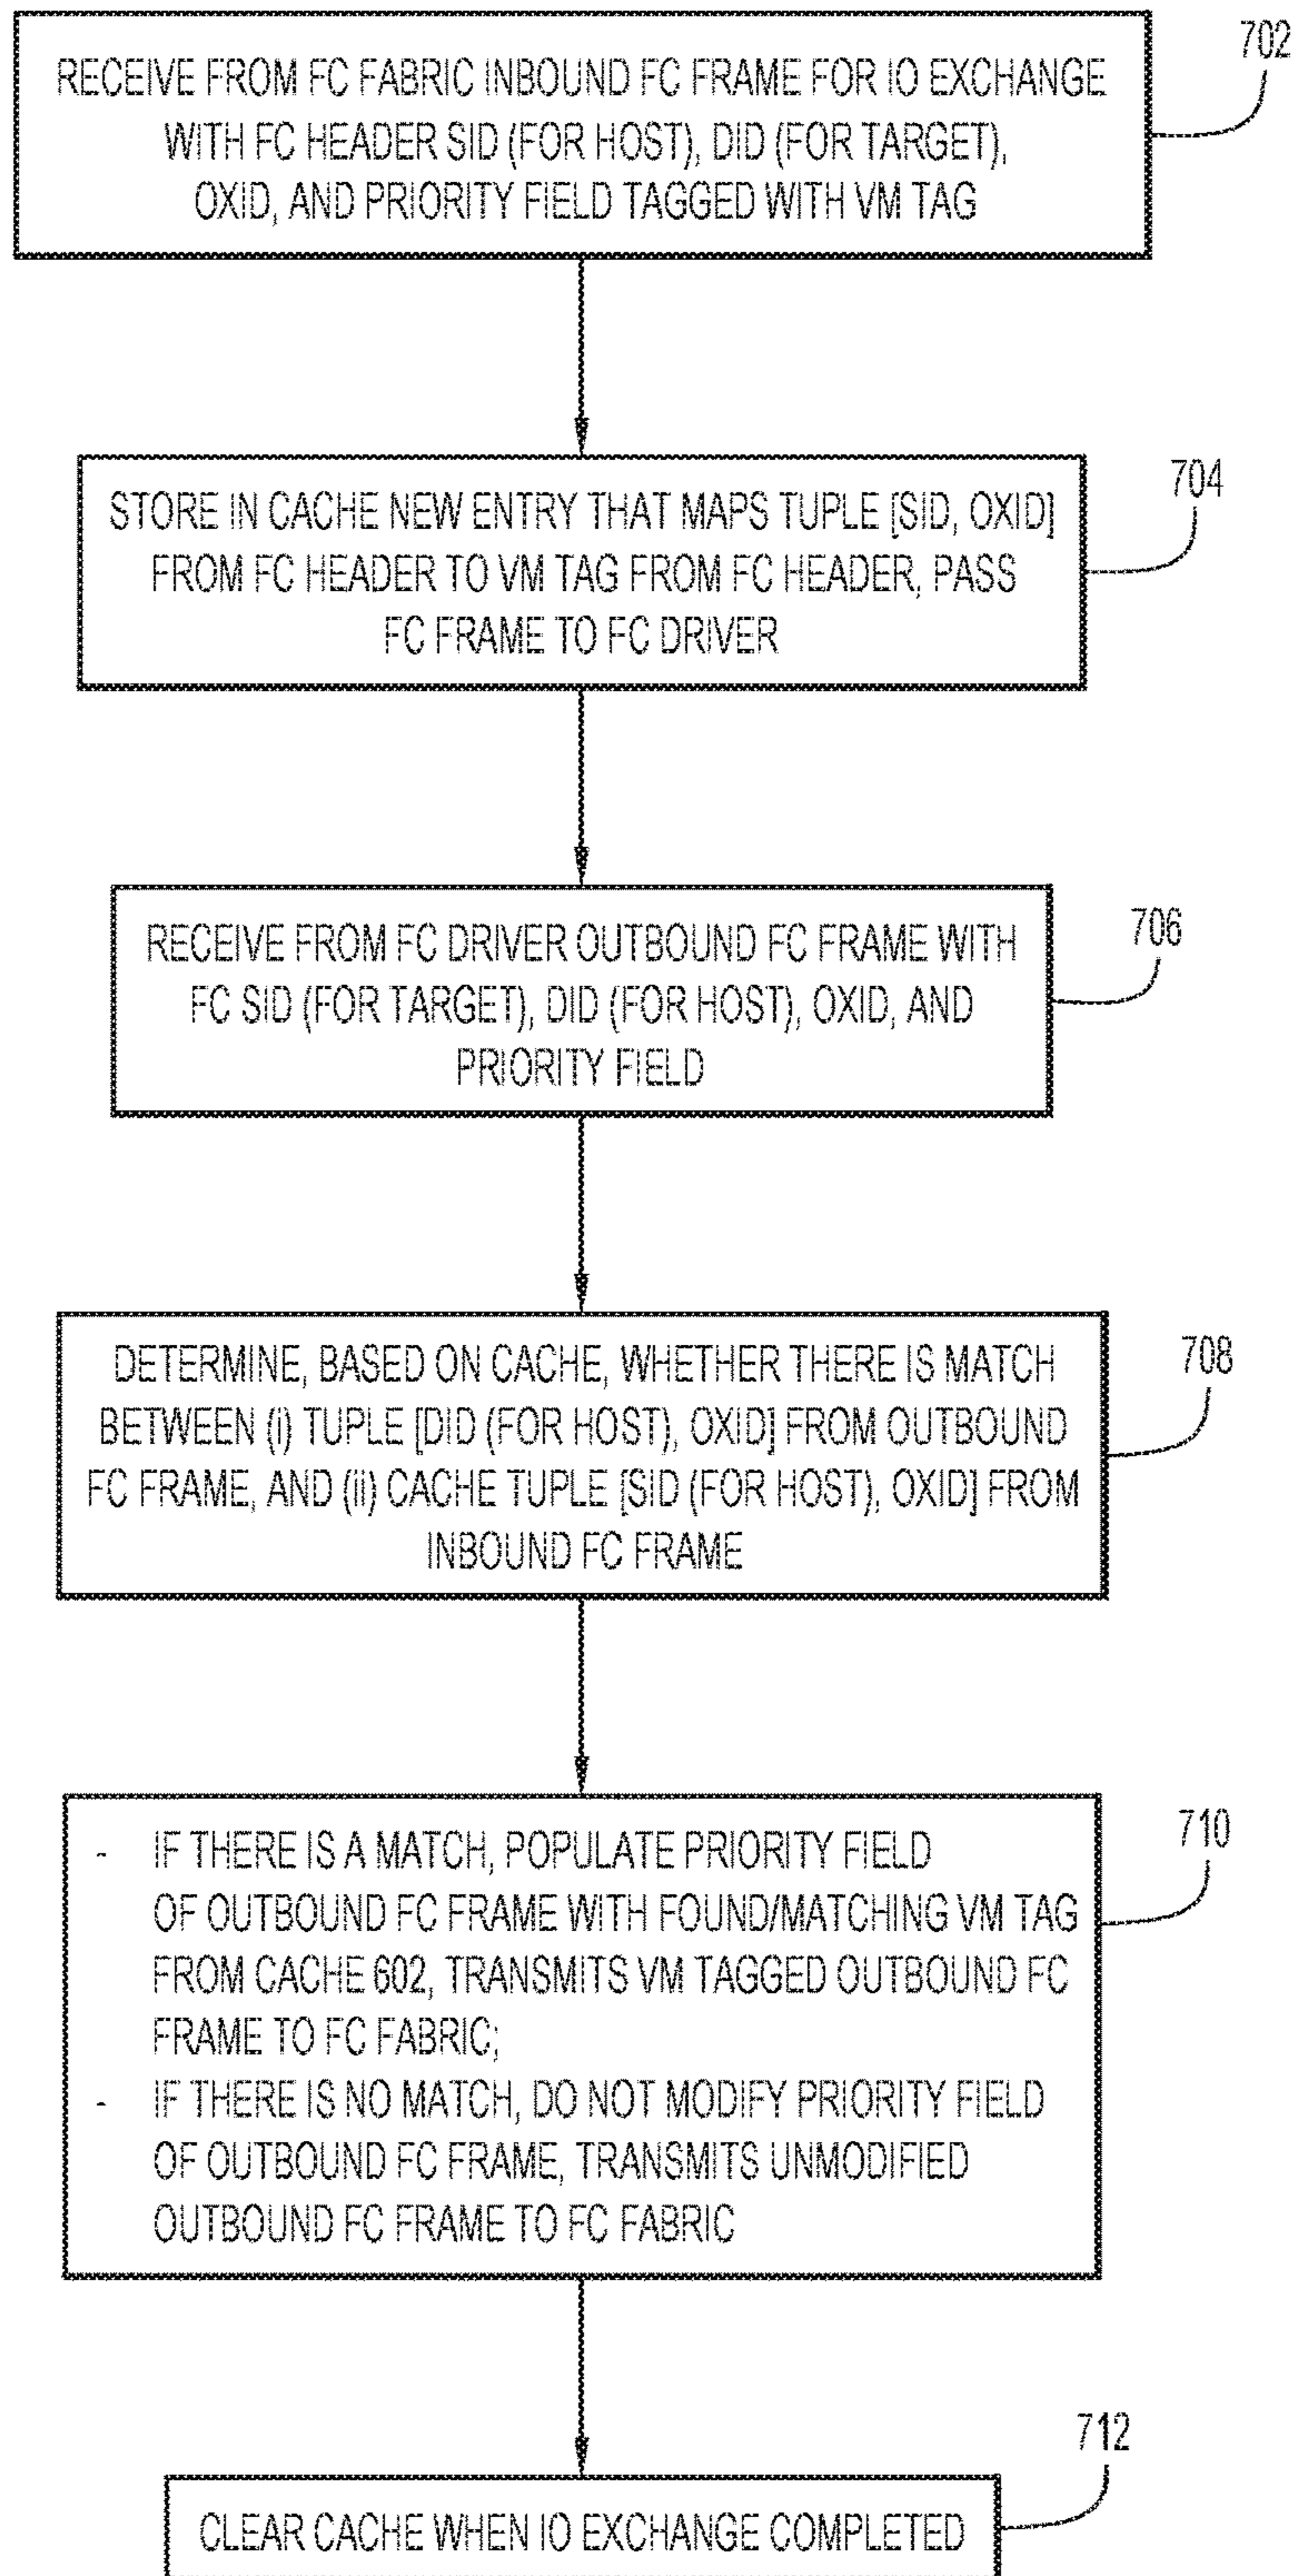 702
RECEIVE FROM FC FABRIC INBOUND FC FRAME FOR IO EXCHANGE
WITH FC HEADER SID (FOR HOST), DID (FOR TARGET),
OXID, AND PRIORITY FIELD TAGGED WITH VM TAG
704
STORE IN CACHE NEW ENTRY THAT MAPS TUPLE [SID, OXID]
FROM FC HEADER TO VM TAG FROM FC HEADER, PASS
FC FRAME TO FC DRIVER
706
RECEIVE FROM FC DRIVER OUTBOUND FC FRAME WITH
FC SID (FOR TARGET), DID (FOR HOST), OXID, AND
PRIORITY FIELD
708
DETERMINE, BASED ON CACHE, WHETHER THERE IS MATCH
BETWEEN (i) TUPLE [DID (FOR HOST), OXID] FROM OUTBOUND
FC FRAME, AND (ii) CACHE TUPLE [SID (FOR HOST), OXID] FROM
INBOUND FC FRAME
710
- IF THERE IS A MATCH, POPULATE PRIORITY FIELD
OF OUTBOUND FC FRAME WITH FOUND/MATCHING VM TAG
FROM CACHE 602, TRANSMITS VM TAGGED OUTBOUND FC
FRAME TO FC FABRIC;
- IF THERE IS NO MATCH, DO NOT MODIFY PRIORITY FIELD
OF OUTBOUND FC FRAME, TRANSMITS UNMODIFIED
OUTBOUND FC FRAME TO FC FABRIC
712
CLEAR CACHE WHEN IO EXCHANGE COMPLETED